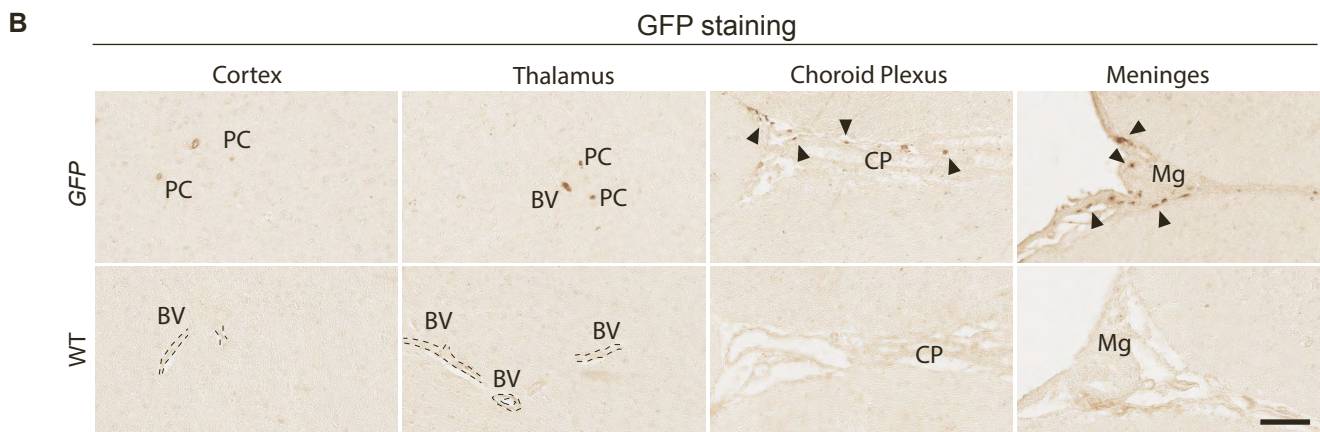 B
GFP staining
Cortex Thalamus Choroid Plexus Meninges
GFP
PC
PC
PC
BV
PC
CP
Mg
WT
BV
BV
BV
BV
CP
Mg